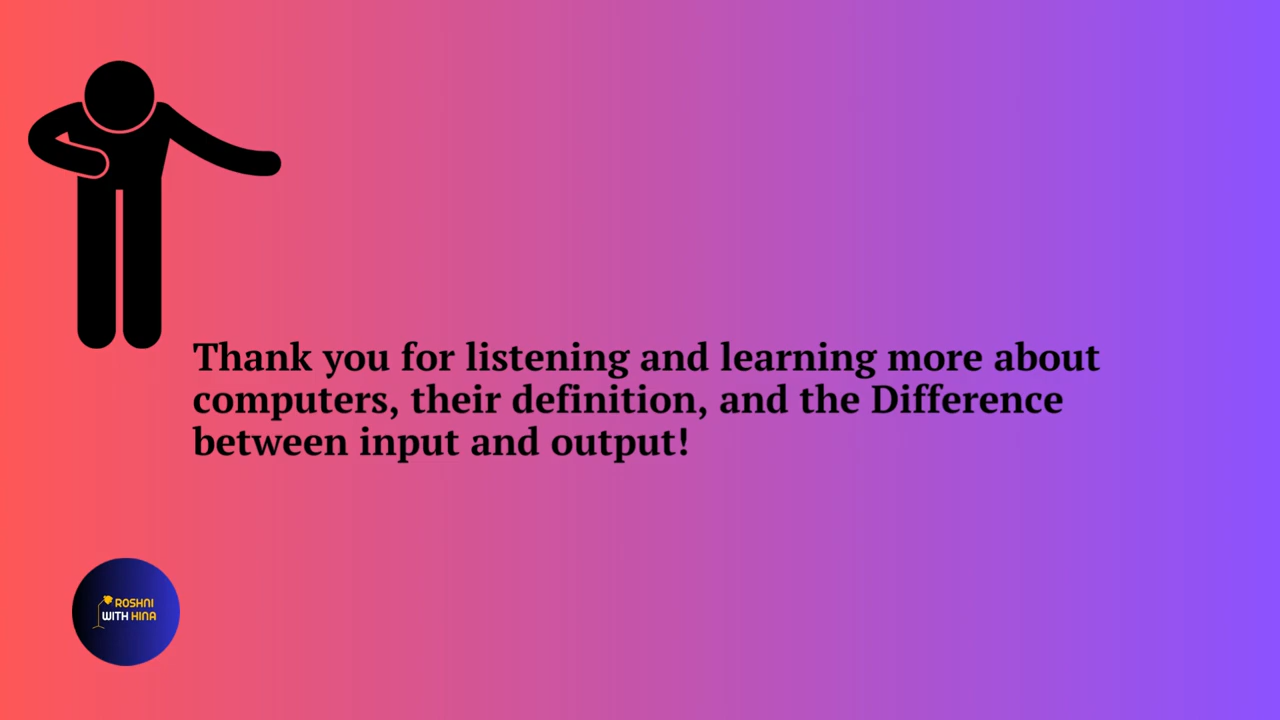 Thank you for listening and learning more about
computers, their definition, and the Difference
between input and output!
ROSHNI
WITH HINA